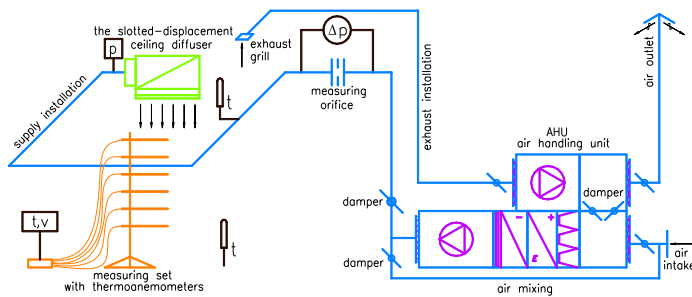 the slotted-displacement
ceiling diffuser
p
supply installation
exhaust
grill
Δp
measuring
orifice
t
exhaust installation
air outlet
AHU
air handling unit
damper
damper
damper
- +
E
t,v
t
measuring set
with thermoanemometers
air
intake
air mixing